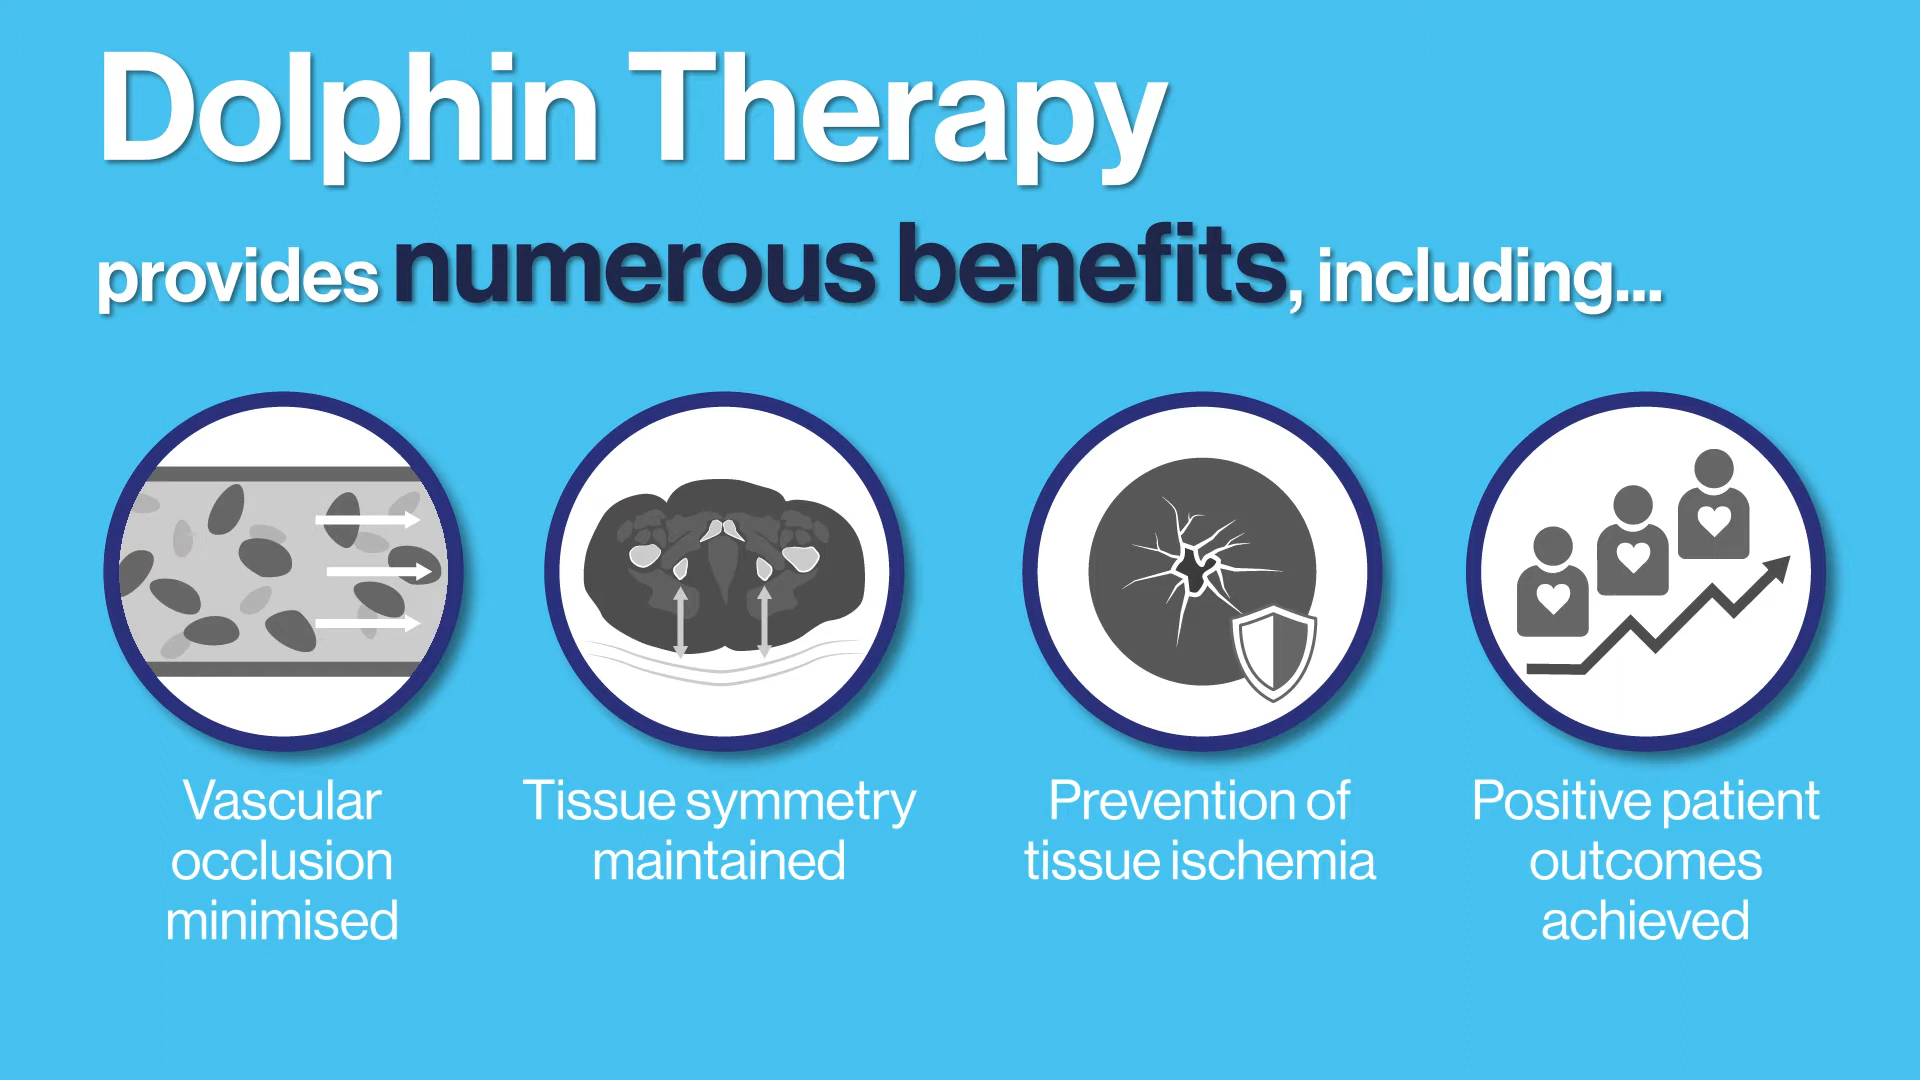 Dolphin Therapy
provides numerous benefits, including...
Vascular
occlusion
minimised
Tissue symmetry
maintained
Prevention of
tissue ischemia
Positive patient
outcomes
achieved